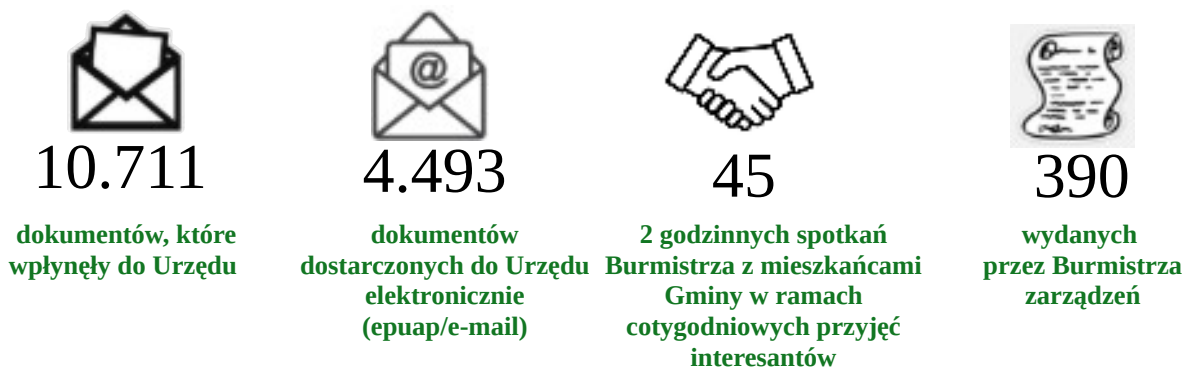 10.711
dokumentów, które
wpłynęły do Urzędu
@
4.493
dokumentów
dostarczonych do Urzędu
elektronicznie
(epuap/e-mail)
45
2 godzinnych spotkań
Burmistrza z mieszkańcami
Gminy w ramach
cotygodniowych przyjęć
interesantów
390
wydanych
przez Burmistrza
zarządzeń